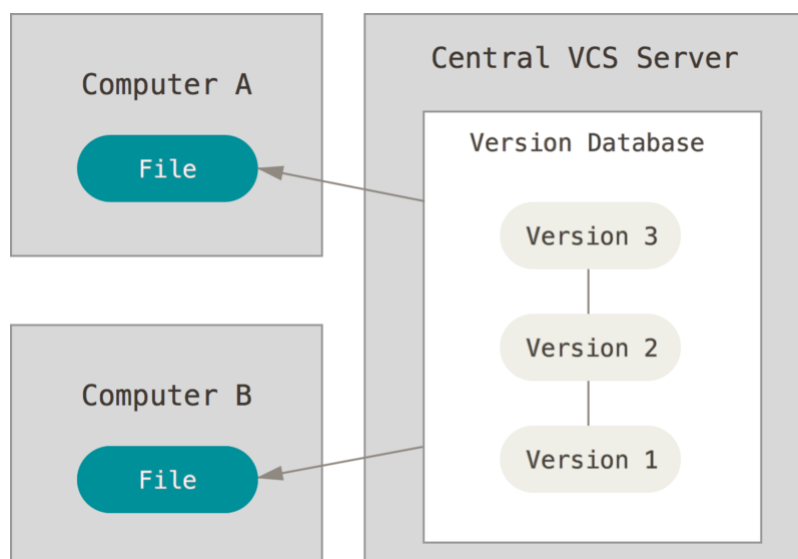 Computer A
File
Computer B
File
Central VCS Server
Version Database
Version 3
Version 2
Version 1